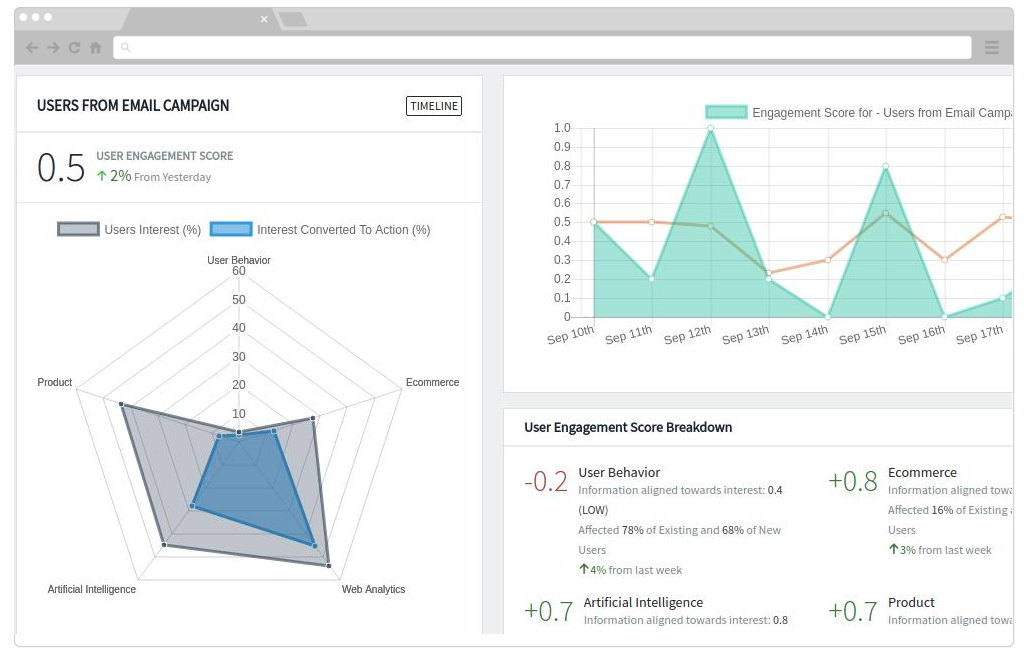 USERS FROM EMAIL CAMPAIGN
TIMELINE
0.5
USER ENGAGEMENT SCORE
2% From Yesterday
Users Interest (%)
Interest Converted To Action (%)
User Behavior
60
50
40
30
20
10
Product
Ecommerce
Artificial Intelligence
Web Analytics
Engagement Score for - Users from Email Campa
1.0
0.9
0.8
0.7
0.6
0.5
0.4
0.3
0.2
0.1
0
Sep 10th
Sep 11th
Sep 12th
Sep 13th
Sep 14th
Sep 15th
Sep 16th
Sep 17th
User Engagement Score Breakdown
-0.2
User Behavior
Information aligned towards interest: 0.4
(LOW)
Affected 78% of Existing and 68% of New
Users
4% from last week
+0.8
Ecommerce
Information aligned towa
Affected 16% of Existing a
Users
3% from last week
+0.7
Artificial Intelligence
Information aligned towards interest: 0.8
+0.7
Product
Information aligned towa